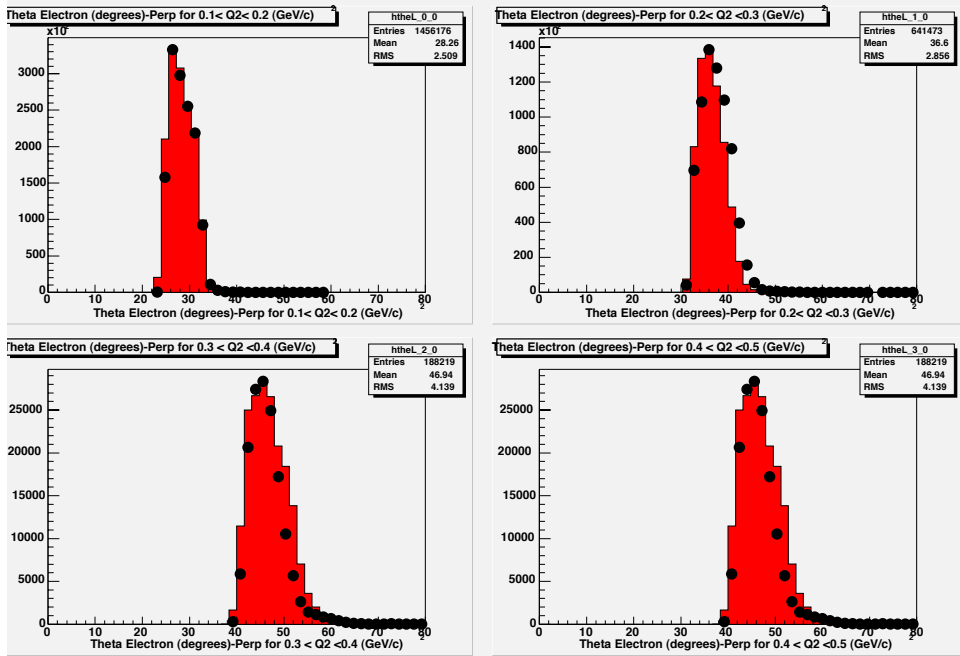 Theta Electron (degrees)-Perp for 0.1< Q2< 0.2 (GeV/c)2
htheL_0_0
Entries 1456176
Mean 28.26
RMS 2.509
3000
2500
2000
1500
1000
500
0
0 10 20 30 40 50 60 70 80
Theta Electron (degrees)-Perp for 0.1< Q2< 0.2 (GeV/c)2
Theta Electron (degrees)-Perp for 0.2< Q2 <0.3 (GeV/c)2
htheL_1_0
Entries 641473
Mean 36.6
RMS 2.856
1400
1200
1000
800
600
400
200
0
0 10 20 30 40 50 60 70 80
Theta Electron (degrees)-Perp for 0.2< Q2 <0.3 (GeV/c)2
Theta Electron (degrees)-Perp for 0.3 < Q2 <0.4 (GeV/c)2
htheL_2_0
Entries 188219
Mean 46.94
RMS 4.139
25000
20000
15000
10000
5000
0
0 10 20 30 40 50 60 70 80
Theta Electron (degrees)-Perp for 0.3 < Q2 <0.4 (GeV/c)2
Theta Electron (degrees)-Perp for 0.4 < Q2 <0.5 (GeV/c)2
htheL_3_0
Entries 188219
Mean 46.94
RMS 4.139
25000
20000
15000
10000
5000
0
0 10 20 30 40 50 60 70 80
Theta Electron (degrees)-Perp for 0.4 < Q2 <0.5 (GeV/c)2